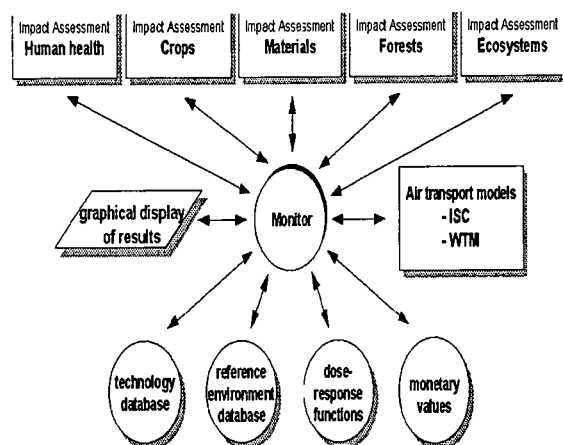 Impact Assessment
Human health
Impact Assessment
Crops
Impact Assessment
Materials
Impact Assessment
Forests
Impact Assessment
Ecosystems
graphical display
of results
Monitor
Air transport models
- ISC
- WTM
technology
database
reference
environment
database
dose-
response
functions
monetary
values